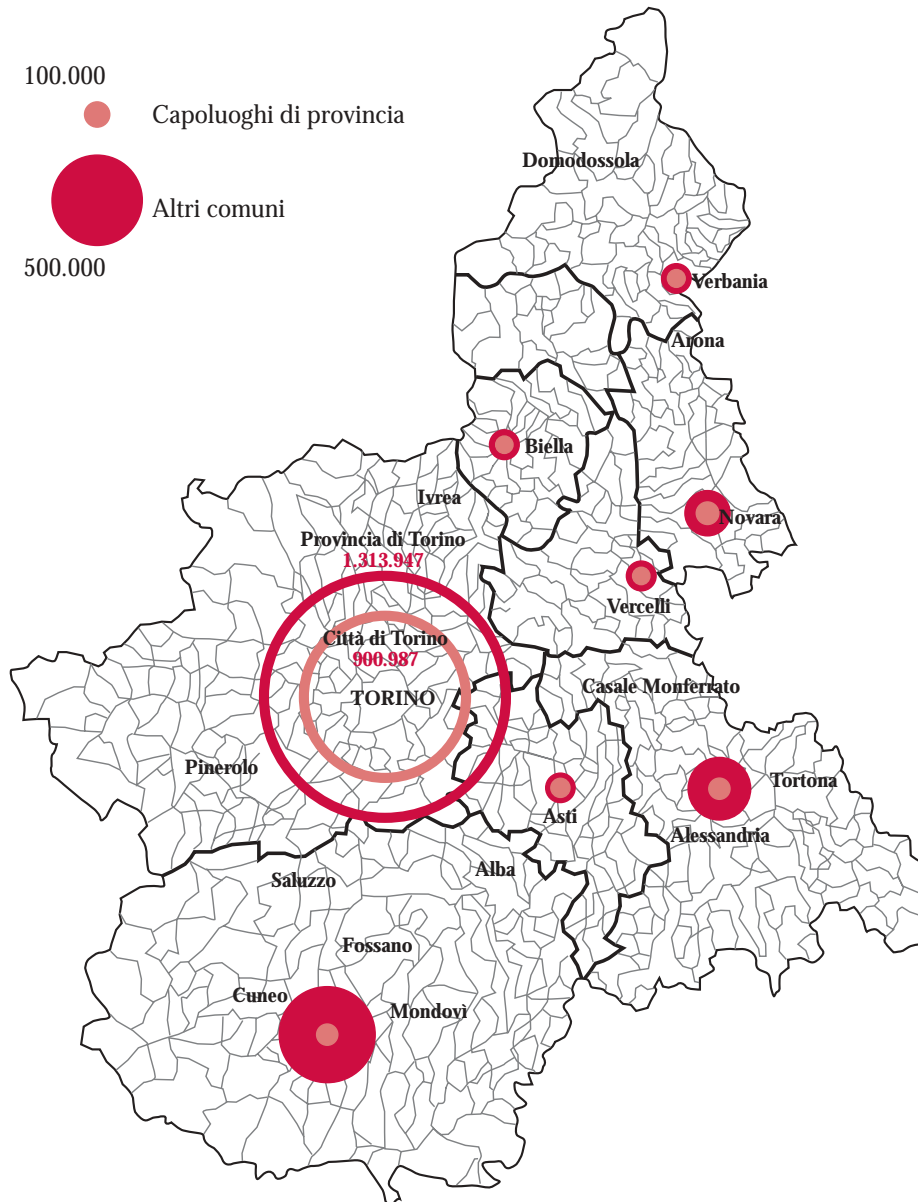 100.000
Capoluoghi di provincia
Altri comuni
500.000
Domodossola
Verbania
Arona
Biella
Ivrea
Novara
Provincia di Torino
1.313.947
Vercelli
Città di Torino
900.987
TORINO
Casale Monferrato
Pinerolo
Tortona
Asti
Alessandria
Saluzzo
Alba
Fossano
Cuneo
Mondovì